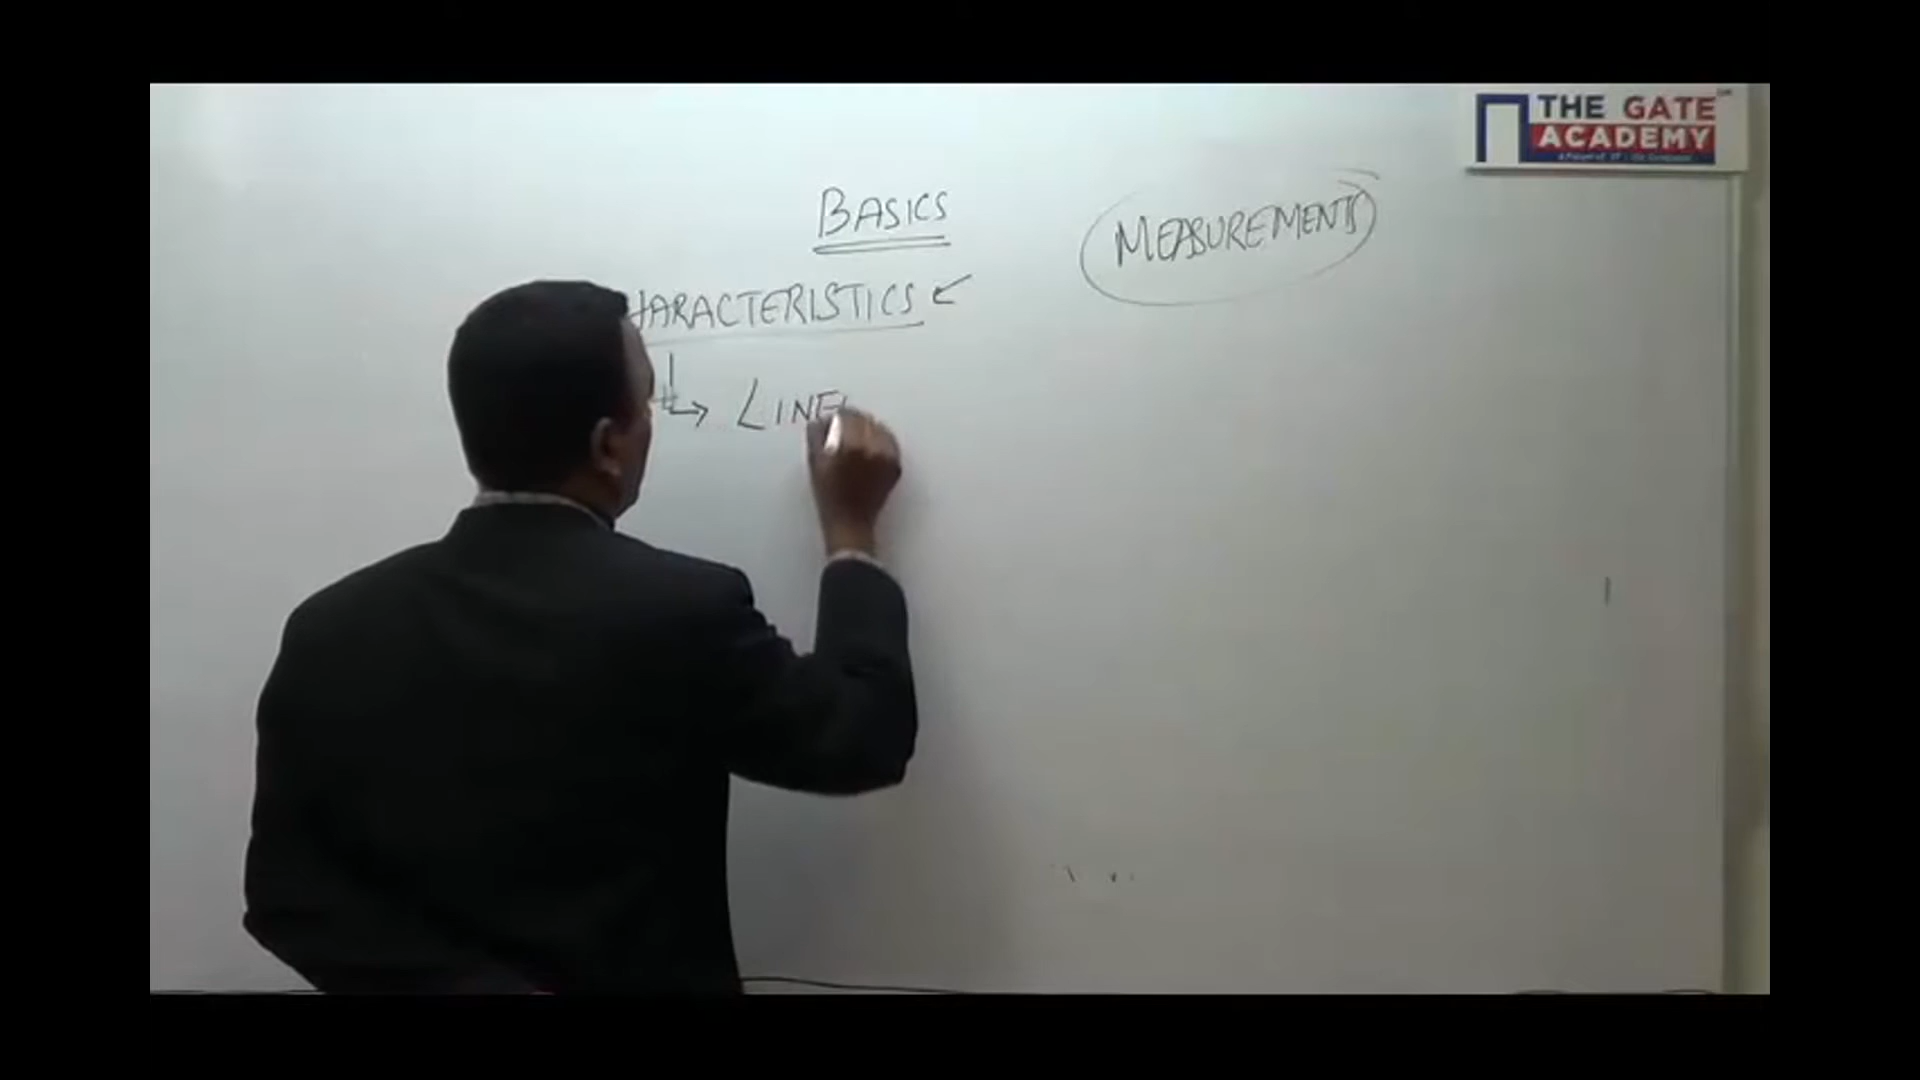 THE GATE
ACADEMY
BASICS
MEASUREMENTS
HARACTERISTICS
LINE